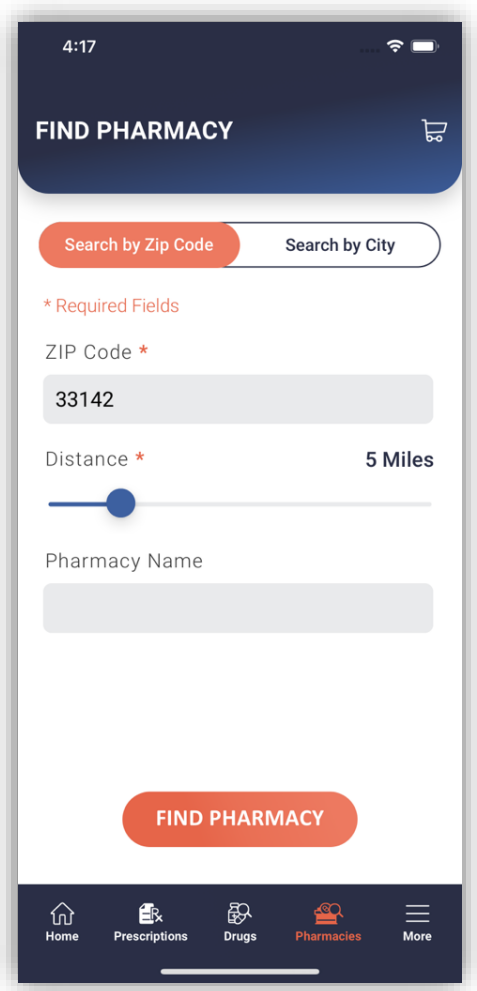 4:17
FIND PHARMACY
Search by Zip Code Search by City
* Required Fields
ZIP Code *
33142
Distance * 5 Miles
Pharmacy Name
FIND PHARMACY
Home Prescriptions Drugs Pharmacies More